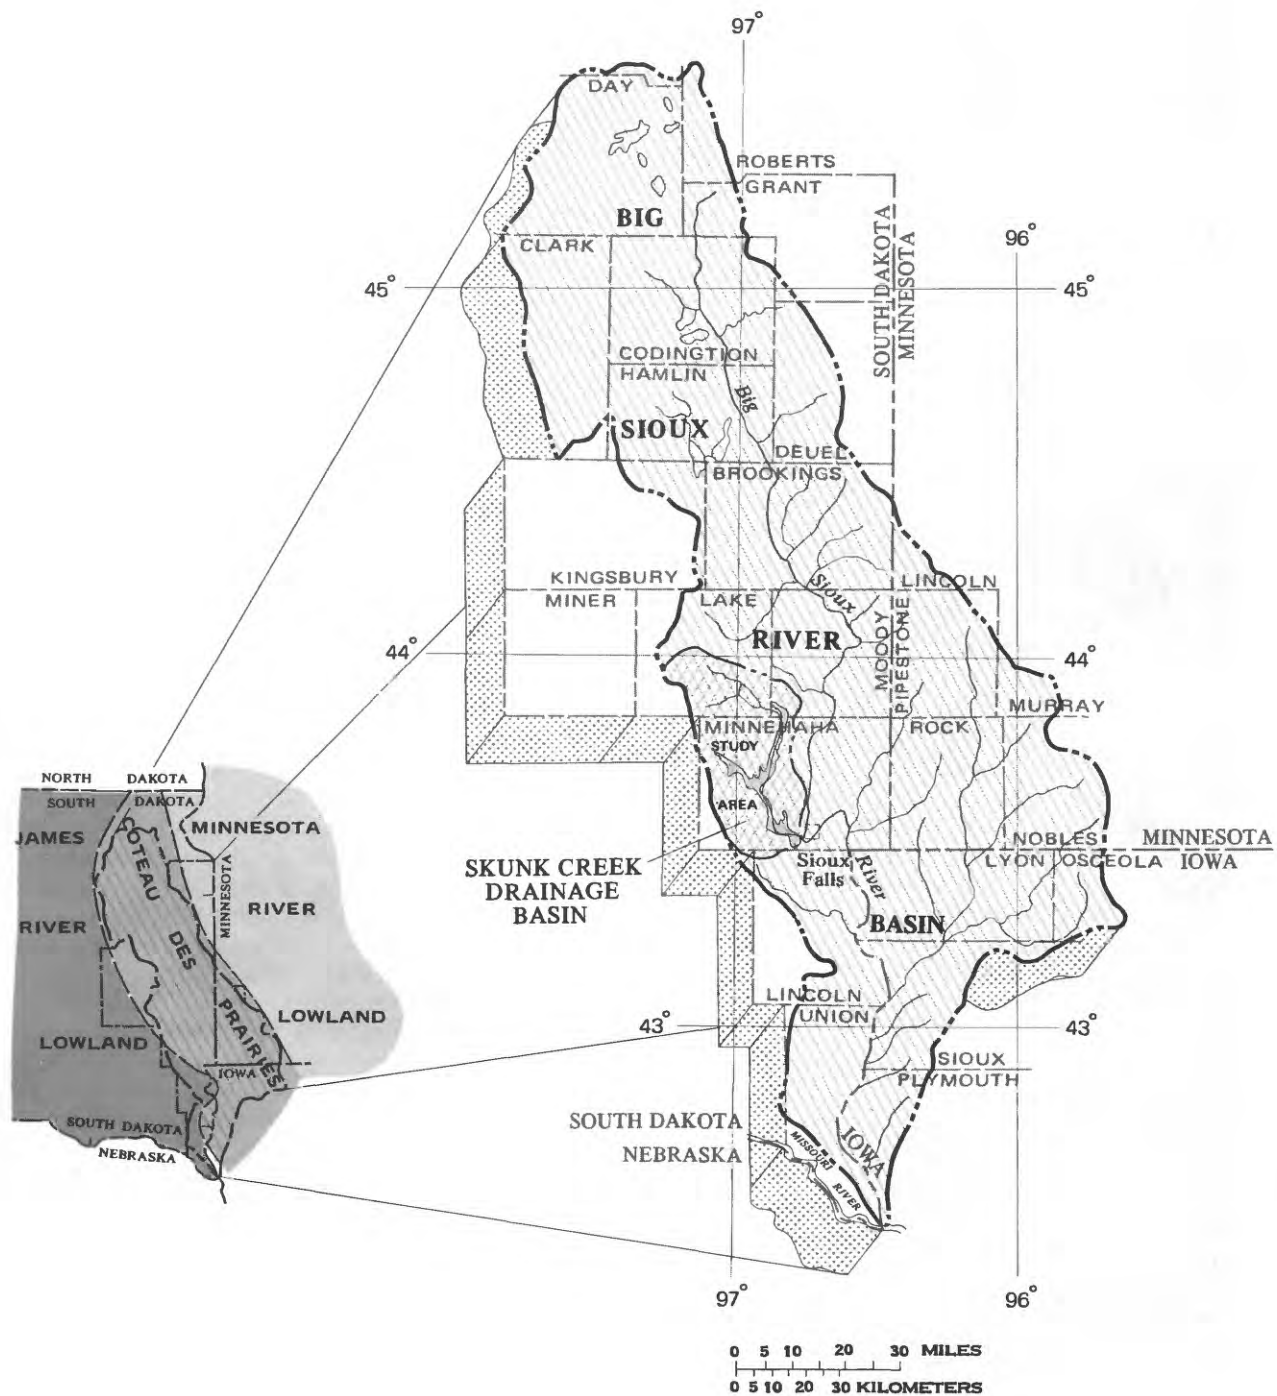 97°
DAY
ROBERTS
GRANT
BIG
CLARK
SOUTH DAKOTA
MINNESOTA
96°
45°
45°
CODINGTION
HAMLIN
Big
SIOUX
DEUEL
BROOKINGS
KINGSBURY
MINER
LAKE
Sioux
LINCOLN
RIVER
MOODY
PIPESTONE
44°
44°
MURRAY
MINNEHAHA
ROCK
STUDY
AREA
NORTH DAKOTA
SOUTH DAKOTA
JAMES
COTEAU
MINNESOTA
SKUNK CREEK
DRAINAGE
BASIN
Sioux
Falls
River
NOBLES
LYON OSCEOLA
MINNESOTA
IOWA
MINNESOTA
RIVER
RIVER
DES
BASIN
PRAIRIES
LOWLAND
LOWLAND
IOWA
LINCOLN
UNION
43°
43°
SIOUX
PLYMOUTH
SOUTH DAKOTA
NEBRASKA
SOUTH DAKOTA
NEBRASKA
MISSOURI
RIVER
IOWA
97°
96°
0 5 10 20 30 MILES
0 5 10 20 30 KILOMETERS